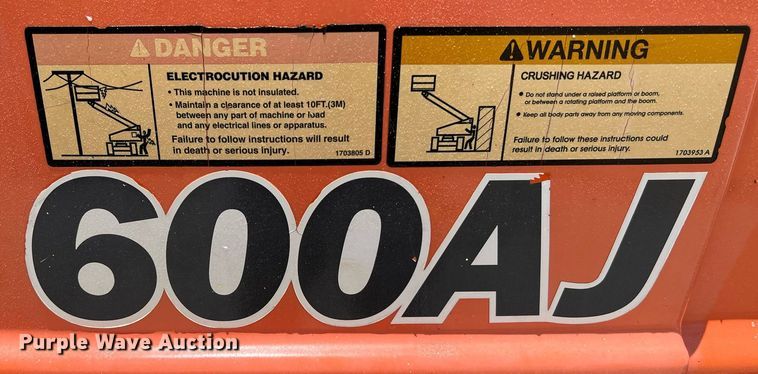 DANGER
ELECTROCUTION HAZARD
• This machine is not insulated.
• Maintain a clearance of at least 10FT.(3M)
between any part of machine or load
and any electrical lines or apparatus.
Failure to follow instructions will result
in death or serious injury.
1703805 D
WARNING
CRUSHING HAZARD
• Do not stand under a raised platform or boom,
or between a rotating platform and the boom.
• Keep all body parts away from any moving components.
Failure to follow these instructions could
result in death or serious injury.
1703953 A
600AJ
Purple Wave Auction